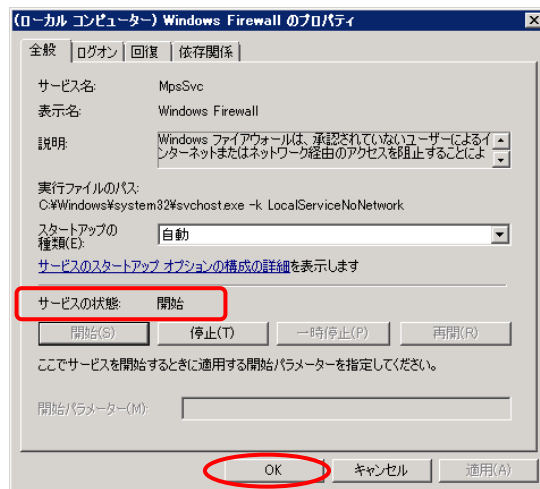 (ローカル コンピューター) Windows Firewall のプロパティ
全般 ログオン 回復 依存関係
サービス名: MpsSvc
表示名: Windows Firewall
説明: Windows ファイアウォールは、承認されていないユーザーによるイ
ンターネットまたはネットワーク経由のアクセスを阻止することによ
実行ファイルのパス:
C:¥Windows¥system32¥svchost.exe -k LocalServiceNoNetwork
スタートアップの
種類(E): 自動
サービスのスタートアップ オプションの構成の詳細を表示します
サービスの状態: 開始
開始(S) 停止(T) 一時停止(P) 再開(R)
ここでサービスを開始するときに適用する開始パラメーターを指定してください。
開始パラメーター(M):
OK キャンセル 適用(A)